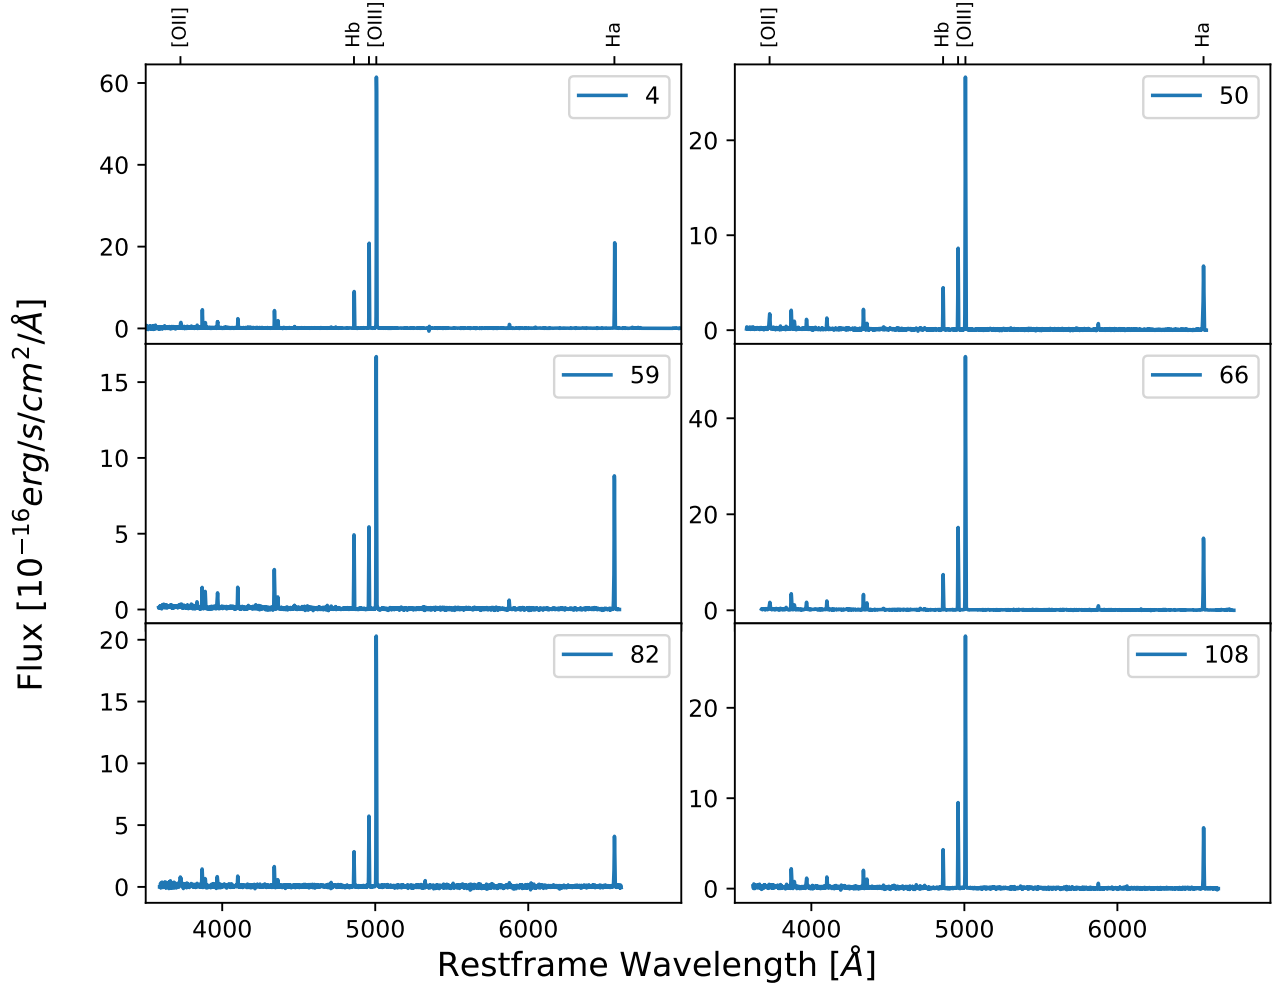 [OII] Hb [OIII] Ha [OII] Hb [OIII] Ha
60 4 50
40 20
20 10
0 0
15 59 66
10 40
5 20
0 0
20 82 108
15 20
10
5 10
0 0
4000 5000 6000 4000 5000 6000
Flux [10⁻¹⁶erg/s/cm²/Å]
Restframe Wavelength [Å]